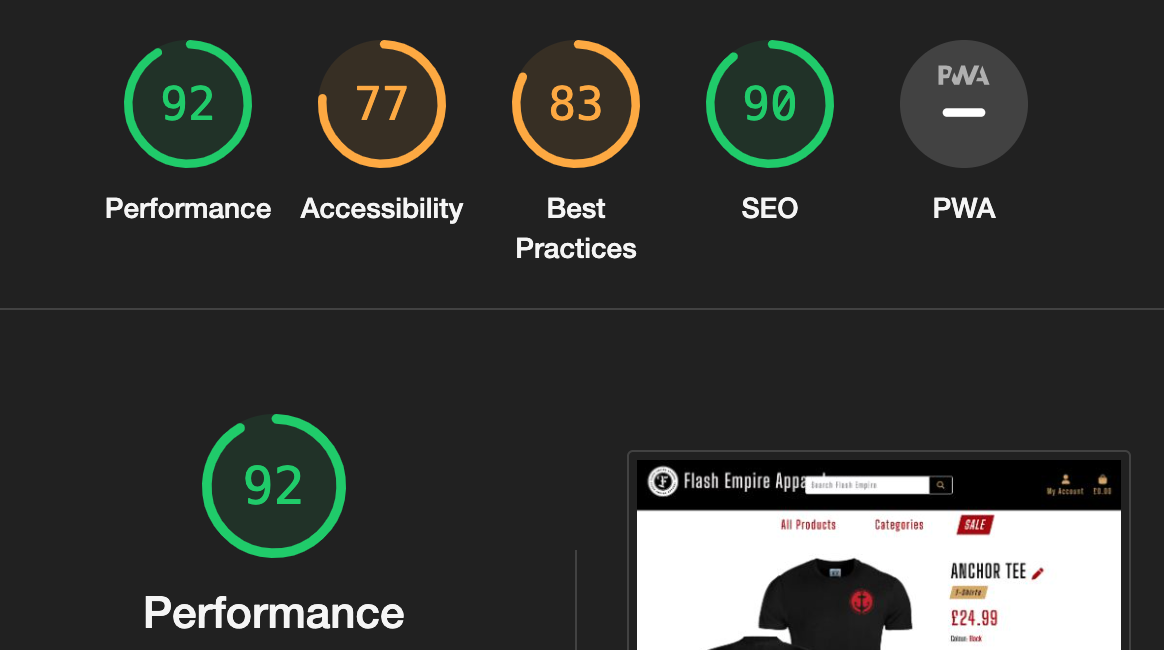 92
77
83
90
PWA
Performance
Accessibility
Best
Practices
SEO
PWA
92
Performance
Flash Empire Appa
Search Flash Empire
My Account
£0.00
All Products
Categories
SALE
ANCHOR TEE
T-Shirts
£24.99
Colour: Black